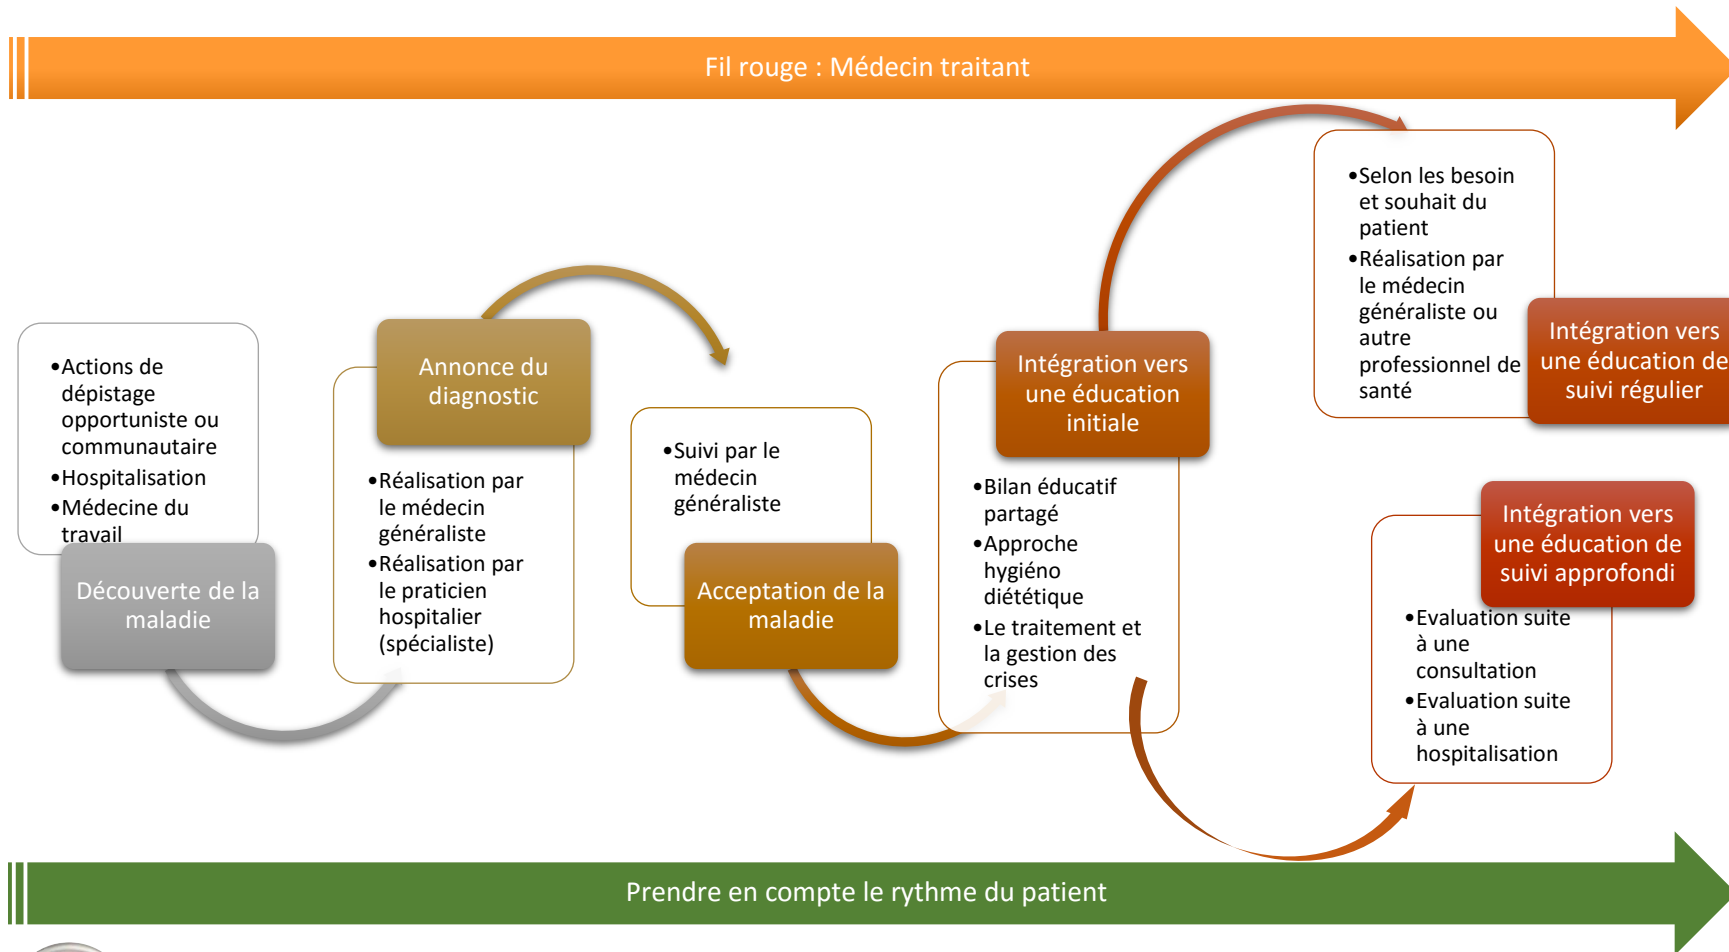 Fil rouge : Médecin traitant
•Actions de
dépistage
opportuniste ou
communautaire
•Hospitalisation
•Médecine du
travail
Découverte de la
maladie
Annonce du
diagnostic
•Réalisation par
le médecin
généraliste
•Réalisation par
le praticien
hospitalier
(spécialiste)
•Suivi par le
médecin
généraliste
Acceptation de la
maladie
Intégration vers
une éducation
initiale
•Bilan éducatif
partagé
•Approche
hygiéno
diététique
•Le traitement et
la gestion des
crises
•Selon les besoin
et souhait du
patient
•Réalisation par
le médecin
généraliste ou
autre
professionnel de
santé
Intégration vers
une éducation de
suivi régulier
Intégration vers
une éducation de
suivi approfondi
•Evaluation suite
à une
consultation
•Evaluation suite
à une
hospitalisation
Prendre en compte le rythme du patient